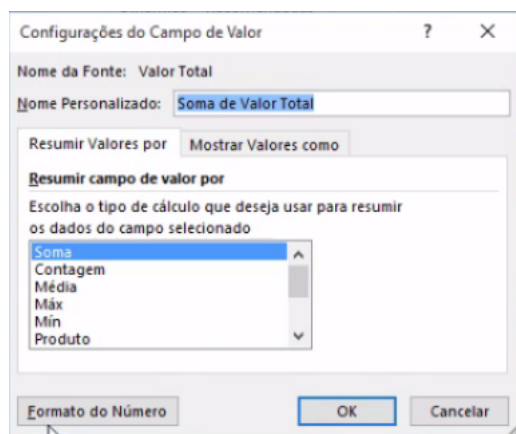 Configurações do Campo de Valor ? ✕
Nome da Fonte: Valor Total
Nome Personalizado: Soma de Valor Total
Resumir Valores por Mostrar Valores como
Resumir campo de valor por
Escolha o tipo de cálculo que deseja usar para resumir
os dados do campo selecionado
Soma
Contagem
Média
Máx
Mín
Produto
Formato do Número OK Cancelar